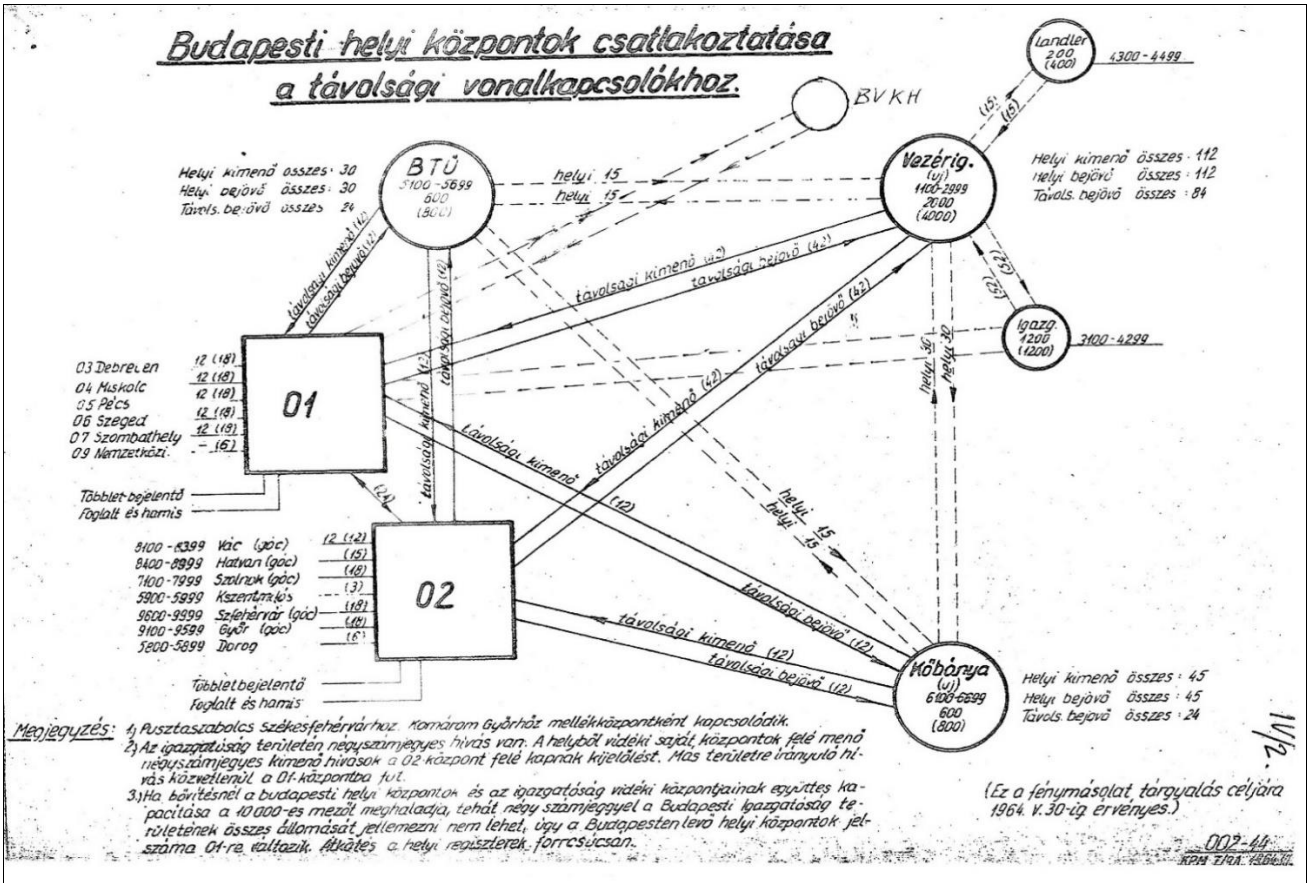 Budapesti helyi központok csatlakoztatása
a távolsági vonalkapcsolókhoz.
BVKH
Landler
200
(400)
4300-4499
(15)
(15)
Helyi kimenő összes: 30
Helyi bejövő összes: 30
Távols. bejövő összes 24
BTÜ
5100-5699
600
(800)
helyi 15
helyi 15
Vezérig.
(uj)
1100-2999
2000
(4000)
Helyi kimenő összes: 112
Helyi bejövő összes: 112
Távols. bejövő összes: 84
távolsági kimenő (12)
távolsági bejövő (12)
távolsági kimenő (12)
távolsági bejövő (12)
távolsági kimenő (42)
távolsági bejövő (42)
távolsági bejövő (42)
távolsági kimenő (42)
(52)
(52)
Igazg.
1200
(1200)
3100-4299
helyi 30
helyi 30
03 Debrecen 12 (18)
04 Miskolc 12 (18)
05 Pécs 12 (18)
06 Szeged 12 (18)
07 Szombathely 12 (18)
09 Nemzetközi - (6)
01
Többlet-bejelentő
Foglalt és hamis
(24)
távolsági kimenő (12)
távolsági bejövő (12)
helyi 15
helyi 15
8100-8399 Vác (góc) 12 (12)
8400-8999 Hatvan (góc) (15)
7100-7999 Szolnok (góc) (18)
5900-5999 Kszentmiklós (3)
9600-9999 Szfehérvár (góc) (18)
9100-9599 Győr (góc) (18)
5800-5899 Dorog (6)
02
Többletbejelentő
Foglalt és hamis
távolsági kimenő (12)
távolsági bejövő (12)
Kőbánya
(uj)
6100-6699
600
(800)
Helyi kimenő összes: 45
Helyi bejövő összes: 45
Távols. bejövő összes: 24
Megjegyzés: 1) Pusztaszabolcs Székesfehérvárhoz. Komárom Győrhöz mellékközpontként kapcsolódik.
2) Az igazgatóság területén négyszámjegyes hívás van. A helyből vidéki saját központok felé menő
négyszámjegyes kimenő hívások a 02-központ felé kapnak kijelölést. Más területre irányuló hí-
vás közvetlenül a 01-központba fut.
3.) Ha bővítésnél a budapesti helyi központok és az igazgatóság vidéki központjainak együttes ka-
pacitása a 10 000-es mezőt meghaladja, tehát négy számjeggyel a Budapesti Igazgatóság te-
rületének összes állomását jellemezni nem lehet, úgy a Budapesten levő helyi központok jel-
száma 01-re változik. Átkötés a helyi regiszterek forrcsúcsán.
IV/2.
(Ez a fénymásolat, tárgyalás céljára
1964. V. 30-ig érvényes.)
002-44